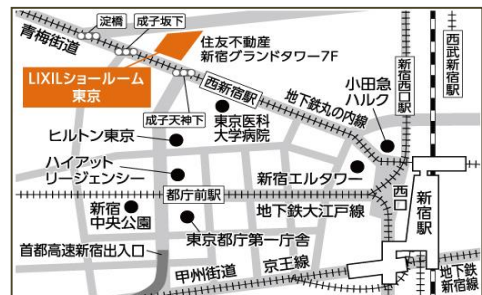 淀橋
成子坂下
青梅街道
住友不動産
新宿グランドタワー7F
LIXILショールーム
東京
西新宿駅
成子天神下
東京医科
大学病院
地下鉄丸の内線
小田急
ハルク
新宿西口駅
西武新宿駅
ヒルトン東京
ハイアット
リージェンシー
新宿エルタワー
都庁前駅
西口
新宿駅
新宿
中央公園
地下鉄大江戸線
東京都庁第一庁舎
首都高速新宿出入口
甲州街道
京王線
地下鉄
新宿